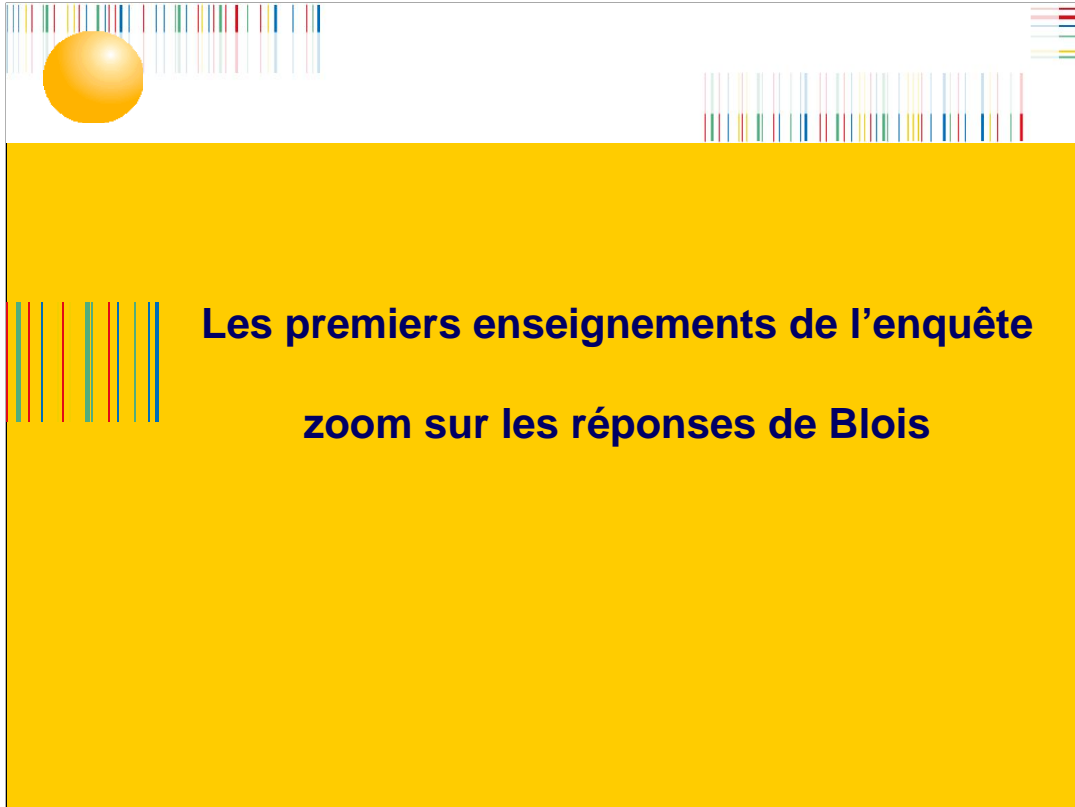 Les premiers enseignements de l’enquête
zoom sur les réponses de Blois